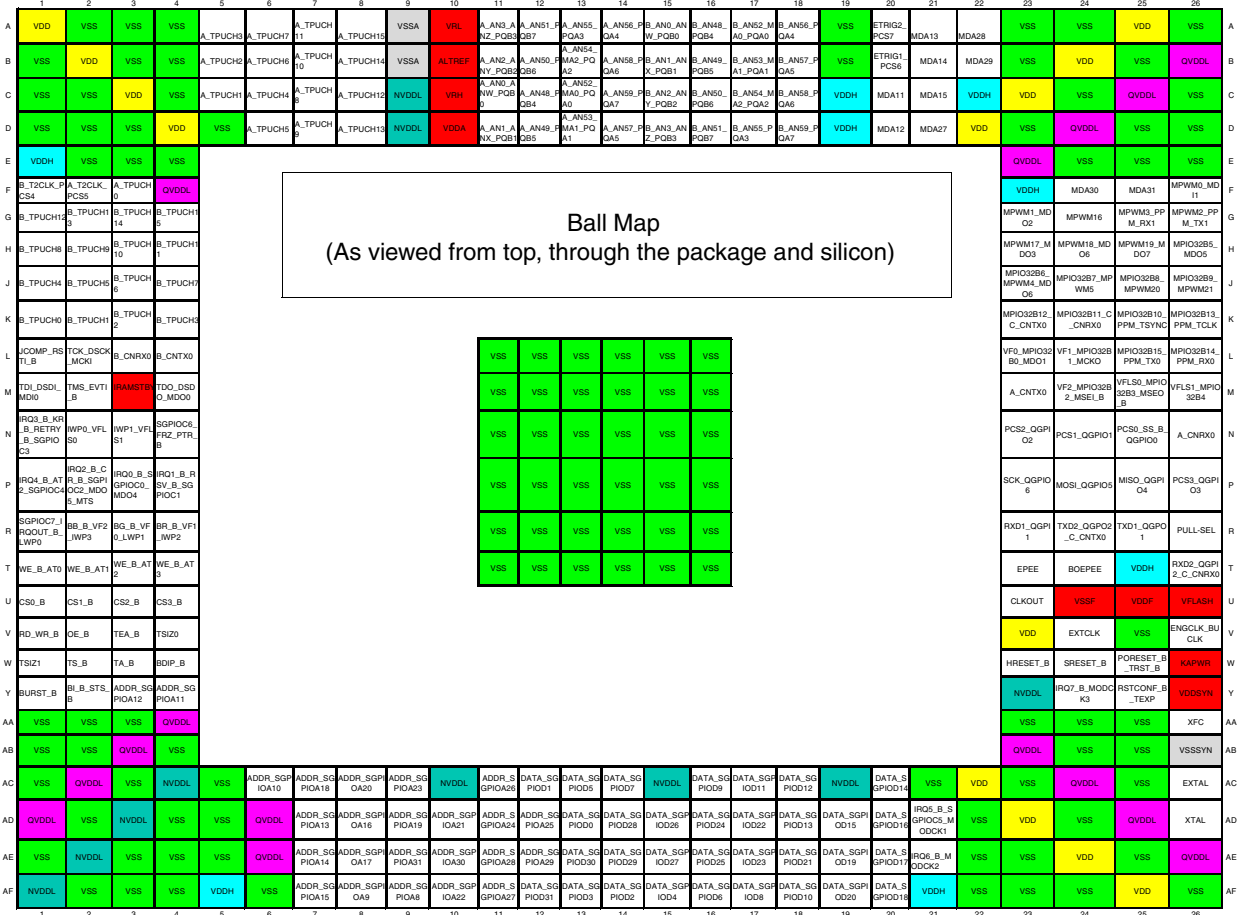 1 2 3 4 5 6 7 8 9 10 11 12 13 14 15 16 17 18 19 20 21 22 23 24 25 26
A VDD VSS VSS VSS A_TPUCH3 A_TPUCH7 A_TPUCH11 A_TPUCH15 VSSA VRL A_AN3_ANZ_PQB3 A_AN51_PQB7 A_AN55_PQA3 A_AN56_PQA4 B_AN0_ANW_PQB0 B_AN48_PQB4 B_AN52_MA0_PQA0 B_AN56_PQA4 VSS ETRIG2_PCS7 MDA13 MDA28 VSS VSS VDD VSS A
B VSS VDD VSS VSS A_TPUCH2 A_TPUCH6 A_TPUCH10 A_TPUCH14 VSSA ALTREF A_AN2_ANY_PQB2 A_AN50_PQB6 A_AN54_MA2_PQA2 A_AN58_PQA6 B_AN1_ANX_PQB1 B_AN49_PQB5 B_AN53_MA1_PQA1 B_AN57_PQA5 VSS ETRIG1_PCS6 MDA14 MDA29 VSS VDD VSS QVDDL B
C VSS VSS VDD VSS A_TPUCH1 A_TPUCH4 A_TPUCH8 A_TPUCH12 NVDDL VRH A_AN0_ANW_PQB0 A_AN48_PQB4 A_AN52_MA0_PQA0 A_AN59_PQA7 B_AN2_ANY_PQB2 B_AN50_PQB6 B_AN54_MA2_PQA2 B_AN58_PQA6 VDDH MDA11 MDA15 VDDH VDD VSS QVDDL VSS C
D VSS VSS VSS VDD VSS A_TPUCH5 A_TPUCH9 A_TPUCH13 NVDDL VDDA A_AN1_ANX_PQB1 A_AN49_PQB5 A_AN53_MA1_PQA1 A_AN57_PQA5 B_AN3_ANZ_PQB3 B_AN51_PQB7 B_AN55_PQA3 B_AN59_PQA7 VDDH MDA12 MDA27 VDD VSS QVDDL VSS VSS D
E VDDH VSS VSS VSS QVDDL VSS VSS VSS E
F B_T2CLK_PCS4 A_T2CLK_PCS5 A_TPUCH0 QVDDL VDDH MDA30 MDA31 MPWM0_MDI1 F
Ball Map
(As viewed from top, through the package and silicon)
G B_TPUCH12 B_TPUCH13 B_TPUCH14 B_TPUCH15 MPWM1_MDO2 MPWM16 MPWM3_PPM_RX1 MPWM2_PPM_TX1 G
H B_TPUCH8 B_TPUCH9 B_TPUCH10 B_TPUCH11 MPWM17_MDO3 MPWM18_MDO6 MPWM19_MDO7 MPIO32B5_MDO5 H
J B_TPUCH4 B_TPUCH5 B_TPUCH6 B_TPUCH7 MPIO32B6_MPWM4_MDO6 MPIO32B7_MPWM5 MPIO32B8_MPWM20 MPIO32B9_MPWM21 J
K B_TPUCH0 B_TPUCH1 B_TPUCH2 B_TPUCH3 MPIO32B12_C_CNTX0 MPIO32B11_C_CNRX0 MPIO32B10_PPM_TSYNC MPIO32B13_PPM_TCLK K
L JCOMP_RSTI_B TCK_DSCK_MCKI B_CNRX0 B_CNTX0 VSS VSS VSS VSS VSS VSS VF0_MPIO32B0_MDO1 VF1_MPIO32B1_MCKO MPIO32B15_PPM_TX0 MPIO32B14_PPM_RX0 L
M TDI_DSDI_MDI0 TMS_EVTI_B IRAMSTBY TDO_DSDO_MDO0 VSS VSS VSS VSS VSS VSS A_CNTX0 VF2_MPIO32B2_MSEI_B VFLS0_MPIO32B3_MSEO_B VFLS1_MPIO32B4 M
N IRQ3_B_KR_B_RETRY_B_SGPIOC3 IWP0_VFLS0 IWP1_VFLS1 SGPIOC6_FRZ_PTR_B VSS VSS VSS VSS VSS VSS PCS2_QGPIO2 PCS1_QGPIO1 PCS0_SS_B_QGPIO0 A_CNRX0 N
P IRQ4_B_AT2_SGPIOC4 IRQ2_B_CR_B_SGPIOC2_MDO5_MTS IRQ0_B_SGPIOC0_MDO4 IRQ1_B_RSV_B_SGPIOC1 VSS VSS VSS VSS VSS VSS SCK_QGPIO6 MOSI_QGPIO5 MISO_QGPIO4 PCS3_QGPIO3 P
R SGPIOC7_IRQOUT_B_LWP0 BB_B_VF2_IWP3 BG_B_VF0_LWP1 BR_B_VF1_IWP2 VSS VSS VSS VSS VSS VSS RXD1_QGPI1 TXD2_QGPO2_C_CNTX0 TXD1_QGPO1 PULL-SEL R
T WE_B_AT0 WE_B_AT1 WE_B_AT2 WE_B_AT3 VSS VSS VSS VSS VSS VSS EPEE BOEPEE VDDH RXD2_QGPI2_C_CNRX0 T
U CS0_B CS1_B CS2_B CS3_B CLKOUT VSSF VDDF VFLASH U
V RD_WR_B OE_B TEA_B TSIZ0 VDD EXTCLK VSS ENGCLK_BUCLK V
W TSIZ1 TS_B TA_B BDIP_B HRESET_B SRESET_B PORESET_B_TRST_B KAPWR W
Y BURST_B BI_B_STS_B ADDR_SGPIOA12 ADDR_SGPIOA11 NVDDL IRQ7_B_MODCK3 RSTCONF_B_TEXP VDDSYN Y
AA VSS VSS VSS QVDDL VSS VSS VSS XFC AA
AB VSS VSS QVDDL VSS QVDDL VSS VSS VSSSYN AB
AC VSS QVDDL VSS NVDDL VSS ADDR_SGPIOA10 ADDR_SGPIOA18 ADDR_SGPIOA20 ADDR_SGPIOA23 NVDDL ADDR_SGPIOA26 DATA_SGPIOD1 DATA_SGPIOD5 DATA_SGPIOD7 NVDDL DATA_SGPIOD9 DATA_SGPIOD11 DATA_SGPIOD12 NVDDL DATA_SGPIOD14 VSS VDD VSS QVDDL VSS EXTAL AC
AD QVDDL VSS NVDDL VSS VSS QVDDL ADDR_SGPIOA13 ADDR_SGPIOA16 ADDR_SGPIOA19 ADDR_SGPIOA21 ADDR_SGPIOA24 ADDR_SGPIOA25 DATA_SGPIOD0 DATA_SGPIOD28 DATA_SGPIOD26 DATA_SGPIOD24 DATA_SGPIOD22 DATA_SGPIOD13 DATA_SGPIOD15 DATA_SGPIOD16 IRQ5_B_SGPIOC5_MODCK1 VSS VDD VSS QVDDL XTAL AD
AE VSS NVDDL VSS VSS VSS QVDDL ADDR_SGPIOA14 ADDR_SGPIOA17 ADDR_SGPIOA31 ADDR_SGPIOA30 ADDR_SGPIOA28 ADDR_SGPIOA29 DATA_SGPIOD30 DATA_SGPIOD29 DATA_SGPIOD27 DATA_SGPIOD25 DATA_SGPIOD23 DATA_SGPIOD21 DATA_SGPIOD19 DATA_SGPIOD17 IRQ6_B_MODCK2 VSS VSS VDD VSS QVDDL AE
AF NVDDL VSS VSS VSS VDDH VSS ADDR_SGPIOA15 ADDR_SGPIOA9 ADDR_SGPIOA8 ADDR_SGPIOA22 ADDR_SGPIOA27 DATA_SGPIOD31 DATA_SGPIOD3 DATA_SGPIOD2 DATA_SGPIOD4 DATA_SGPIOD6 DATA_SGPIOD8 DATA_SGPIOD10 DATA_SGPIOD20 DATA_SGPIOD18 VDDH VSS VSS VSS VDD VSS AF
1 2 3 4 5 6 7 8 9 10 11 12 13 14 15 16 17 18 19 20 21 22 23 24 25 26